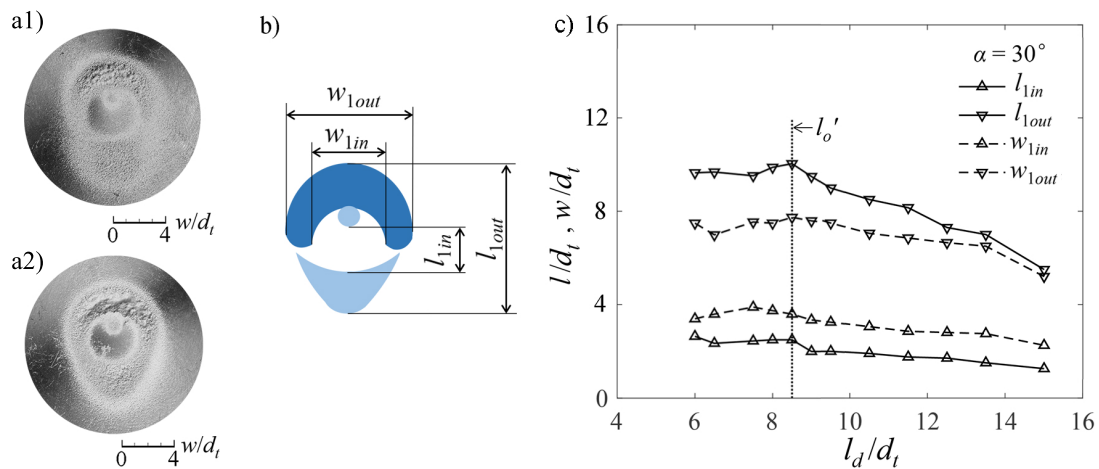 a1)
0 4 w/d_t
a2)
0 4 w/d_t
b)
w_1out
w_1in
l_1in
l_1out
c)
l/d_t , w/d_t
16
12
8
4
0
α = 30°
l_1in
l_1out
w_1in
w_1out
l_o'
4 6 8 10 12 14 16
l_d/d_t